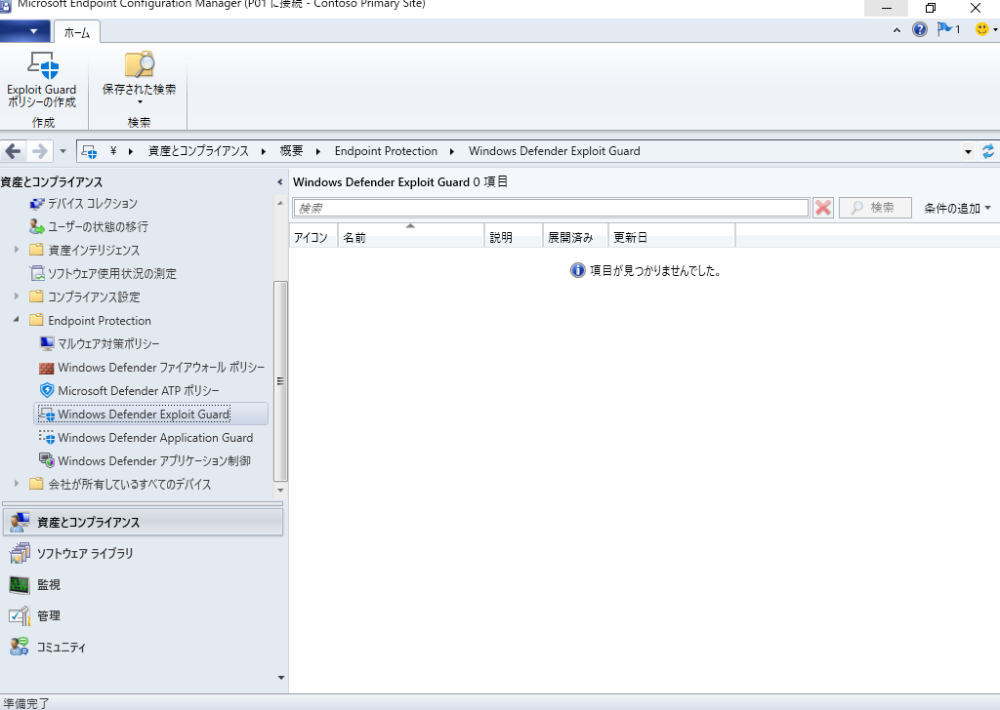 Microsoft Endpoint Configuration Manager (P01 に接続 - Contoso Primary Site)
ホーム
1
Exploit Guard
ポリシーの作成
作成
保存された検索
検索
¥ 資産とコンプライアンス 概要 Endpoint Protection Windows Defender Exploit Guard
資産とコンプライアンス
デバイス コレクション
ユーザーの状態の移行
資産インテリジェンス
ソフトウェア使用状況の測定
コンプライアンス設定
Endpoint Protection
マルウェア対策ポリシー
Windows Defender ファイアウォール ポリシー
Microsoft Defender ATP ポリシー
Windows Defender Exploit Guard
Windows Defender Application Guard
Windows Defender アプリケーション制御
会社が所有しているすべてのデバイス
資産とコンプライアンス
ソフトウェア ライブラリ
監視
管理
コミュニティ
Windows Defender Exploit Guard 0 項目
検索
検索
条件の追加
アイコン 名前 説明 展開済み 更新日
項目が見つかりませんでした。
準備完了